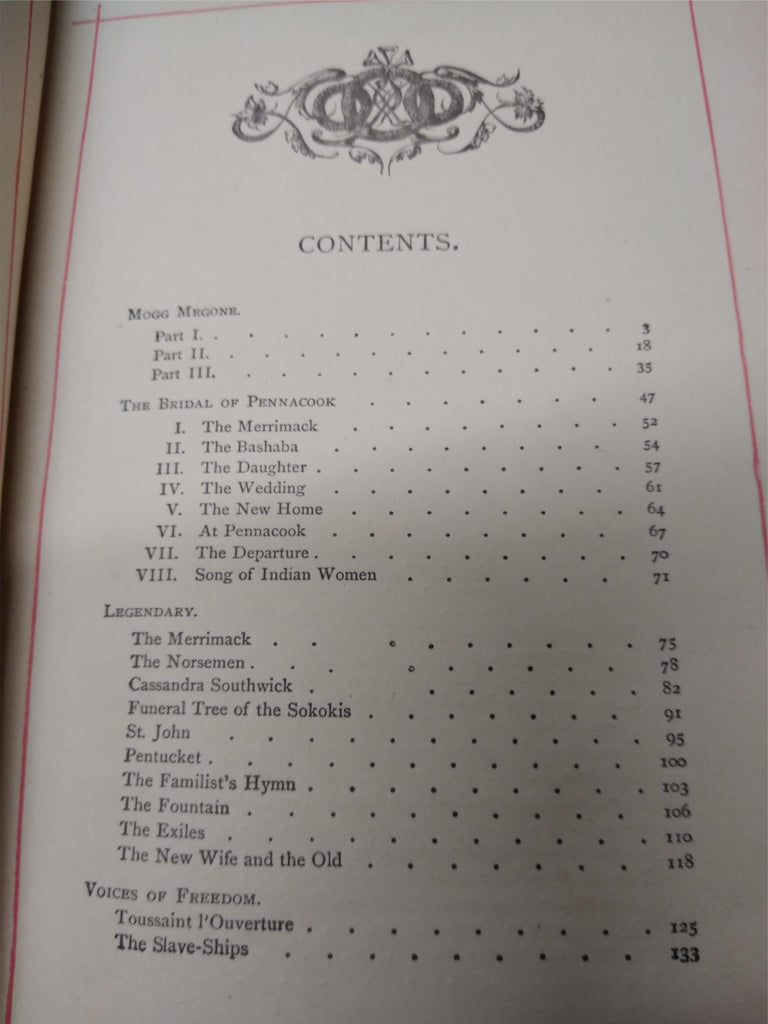 CONTENTS.
MOGG MEGONE.
Part I. . . . . . . . . . . . . 3
Part II. . . . . . . . . . . . 18
Part III. . . . . . . . . . . . 35
THE BRIDAL OF PENNACOOK . . . . . . . 47
I. The Merrimack . . . . . . . . 52
II. The Bashaba . . . . . . . . 54
III. The Daughter . . . . . . . . . 57
IV. The Wedding . . . . . . . . 61
V. The New Home . . . . . . . . 64
VI. At Pennacook . . . . . . . . 67
VII. The Departure . . . . . . . . . 70
VIII. Song of Indian Women . . . . . . 71
LEGENDARY.
The Merrimack . . . . . . . . . 75
The Norsemen . . . . . . . . . 78
Cassandra Southwick . . . . . . . 82
Funeral Tree of the Sokokis . . . . . . . . 91
St. John . . . . . . . . . . . 95
Pentucket . . . . . . . . . . . . 100
The Familist's Hymn . . . . . . . . . 103
The Fountain . . . . . . . . . . 106
The Exiles . . . . . . . . . . . 110
The New Wife and the Old . . . . . . . 118
VOICES OF FREEDOM.
Toussaint l'Ouverture . . . . . . . . . 125
The Slave-Ships . . . . . . . . . 133